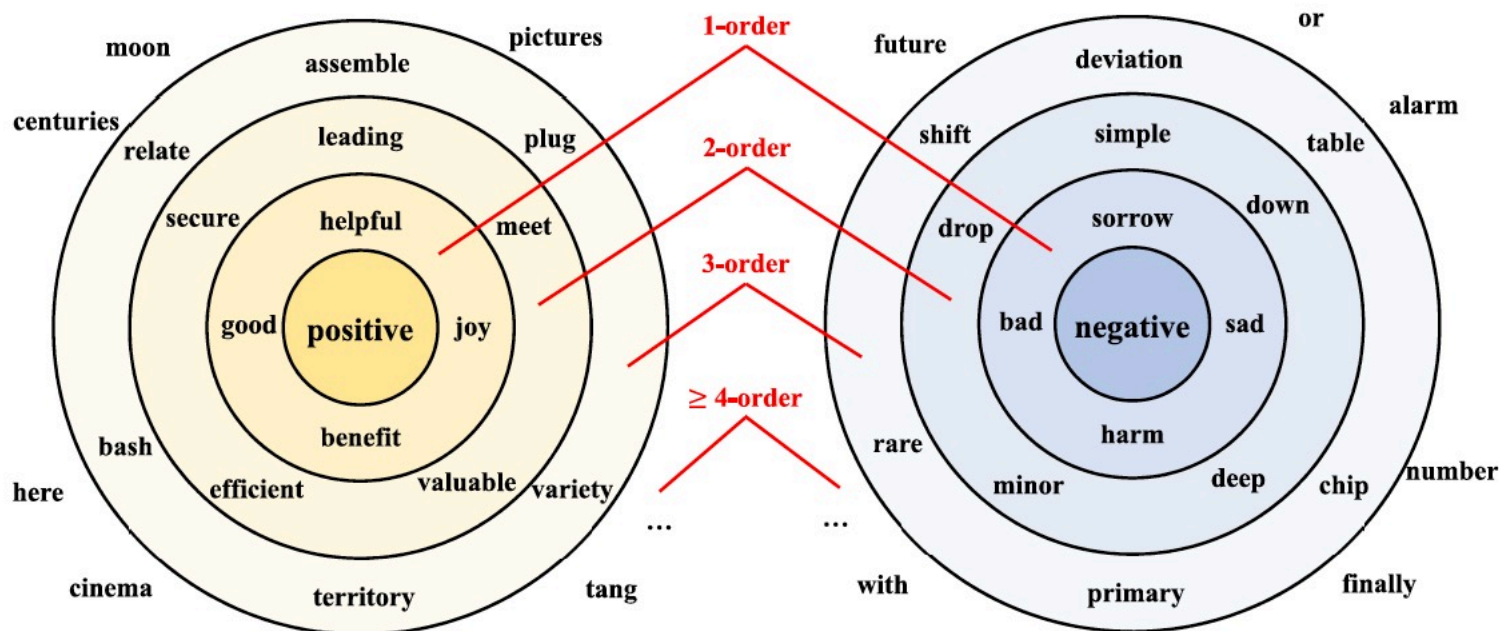 moon
pictures
assemble
centuries
relate
leading
plug
secure
helpful
meet
good
positive
joy
bash
benefit
efficient
valuable
variety
here
...
cinema
territory
tang
1-order
2-order
3-order
≥ 4-order
or
future
deviation
alarm
shift
simple
table
drop
sorrow
down
bad
negative
sad
rare
harm
minor
deep
chip
number
...
with
primary
finally